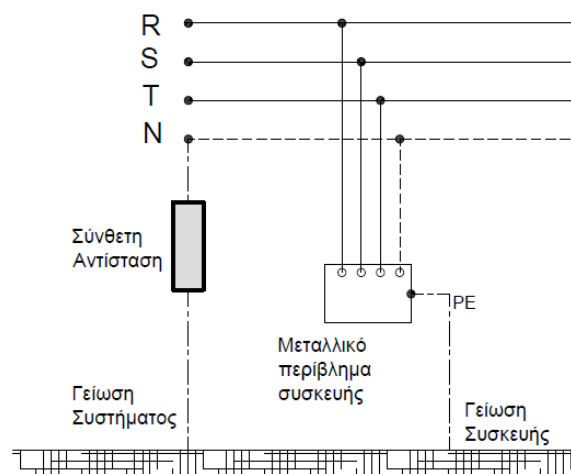 R
S
T
N
Σύνθετη
Αντίσταση
PE
Μεταλλικό
περίβλημα
συσκευής
Γείωση
Συστήματος
Γείωση
Συσκευής